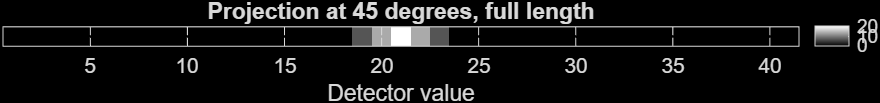 Projection at 45 degrees, full length
20
10
0
5 10 15 20 25 30 35 40
Detector value